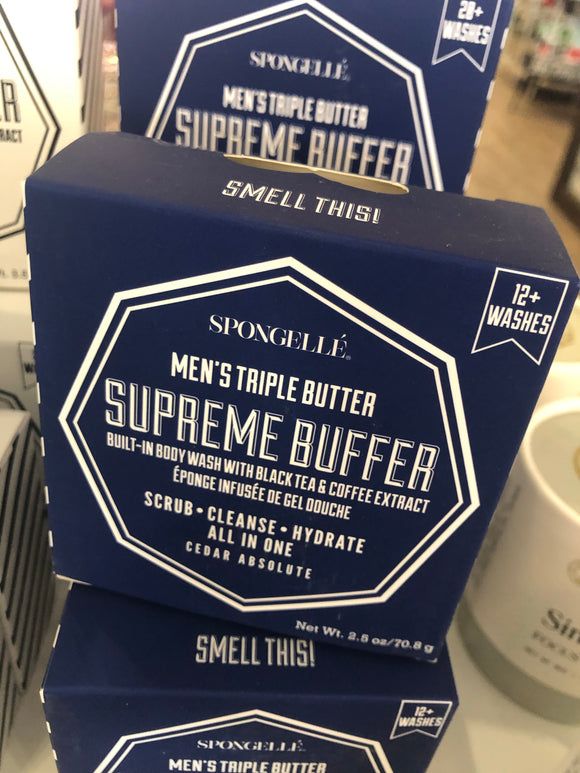 20+
WASHES
SPONGELLÉ
MEN'S TRIPLE BUTTER
SUPREME BUFFER
SMELL THIS!
12+
WASHES
SPONGELLÉ®
MEN'S TRIPLE BUTTER
SUPREME BUFFER
BUILT-IN BODY WASH WITH BLACK TEA & COFFEE EXTRACT
ÉPONGE INFUSÉE DE GEL DOUCHE
SCRUB • CLEANSE • HYDRATE
ALL IN ONE
CEDAR ABSOLUTE
Net Wt. 2.5 oz/70.8 g
SMELL THIS!
12+
WASHES
SPONGELLÉ
MEN'S TRIPLE BUTTER